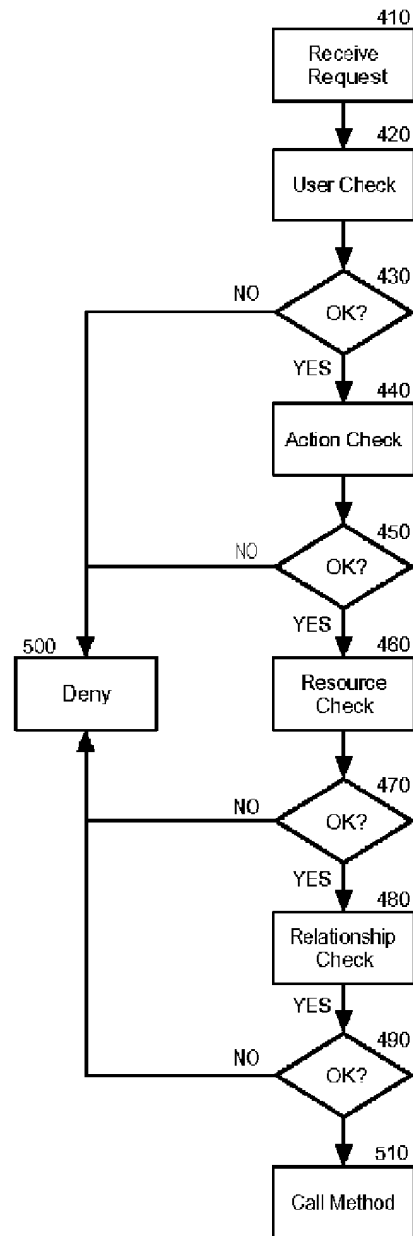 410
Receive
Request
420
User Check
430
NO
OK?
YES
440
Action Check
450
NO
OK?
YES
500
460
Deny
Resource
Check
470
NO
OK?
YES
480
Relationship
Check
YES
490
NO
OK?
510
Call Method